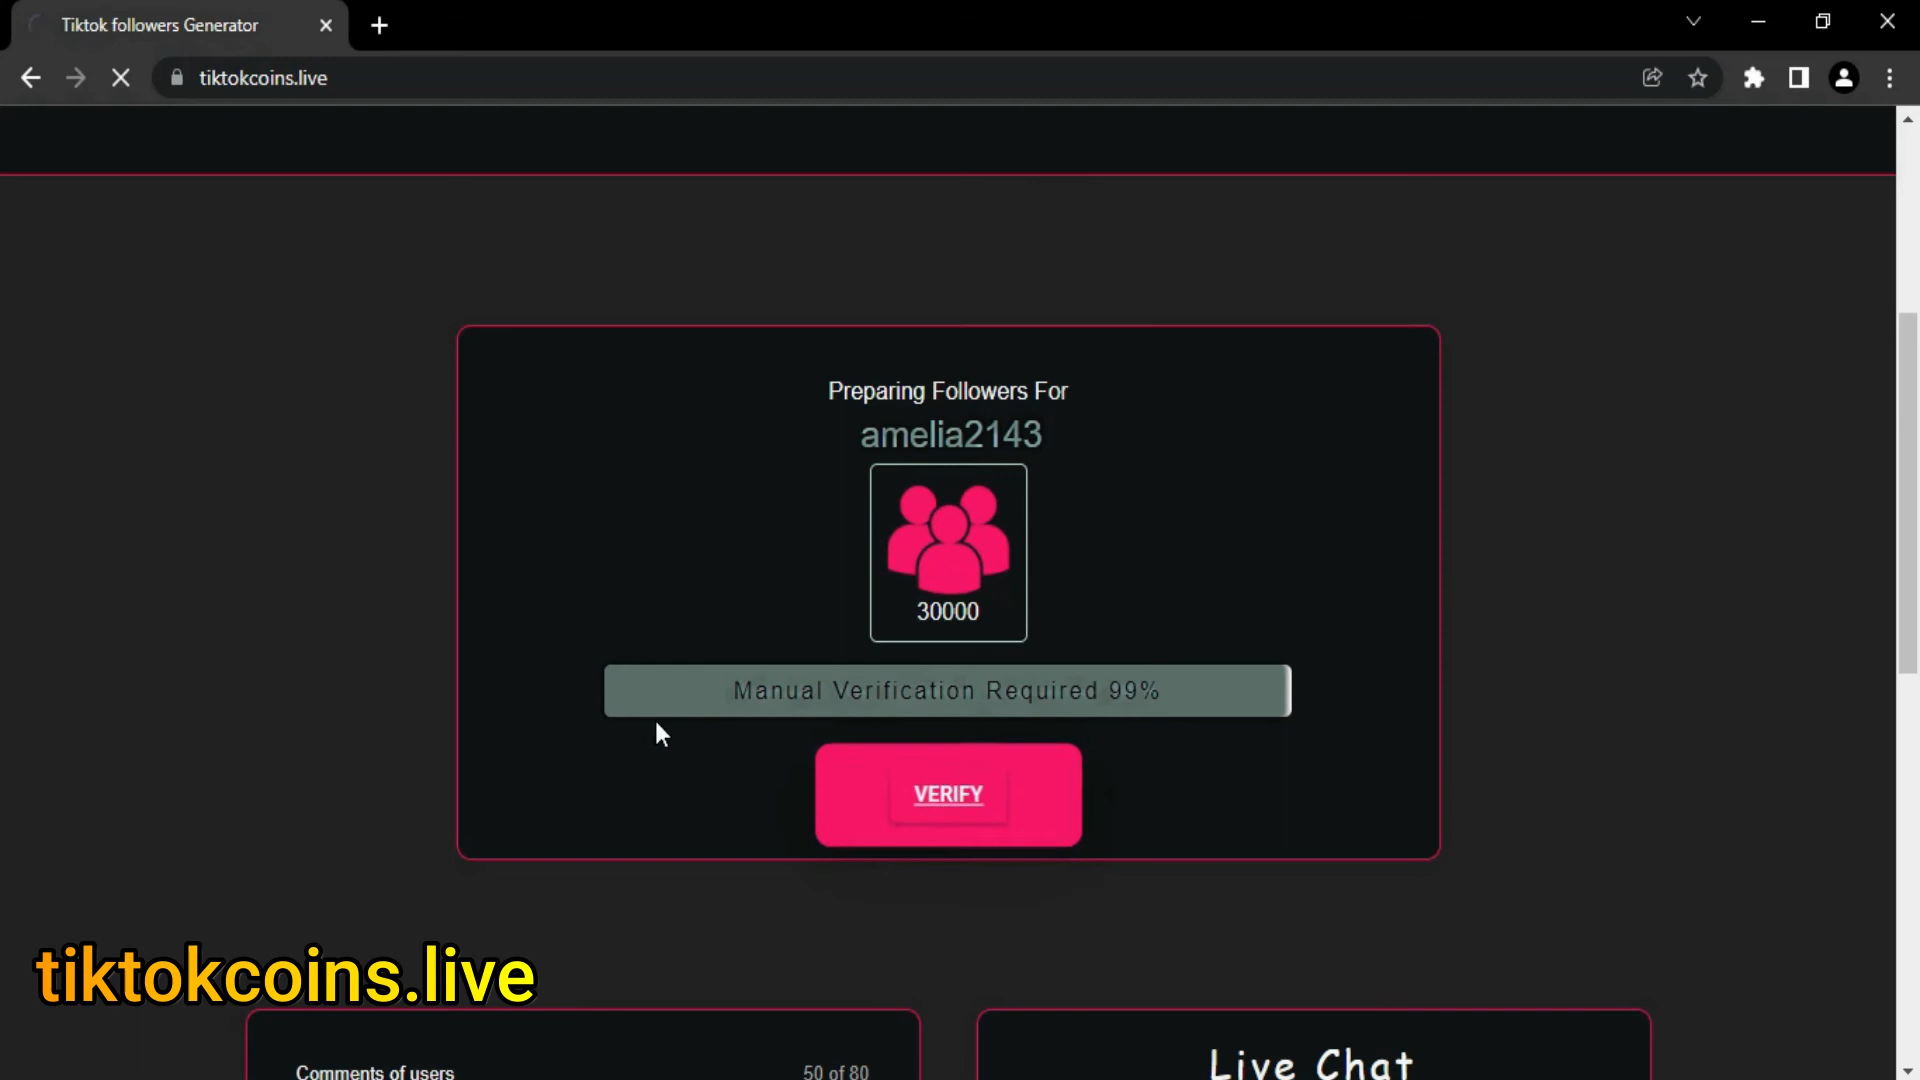 Tiktok followers Generator
tiktokcoins.live
Preparing Followers For
amelia2143
30000
Manual Verification Required 99%
VERIFY
tiktokcoins.live
Comments of users
50 of 80
Live Chat